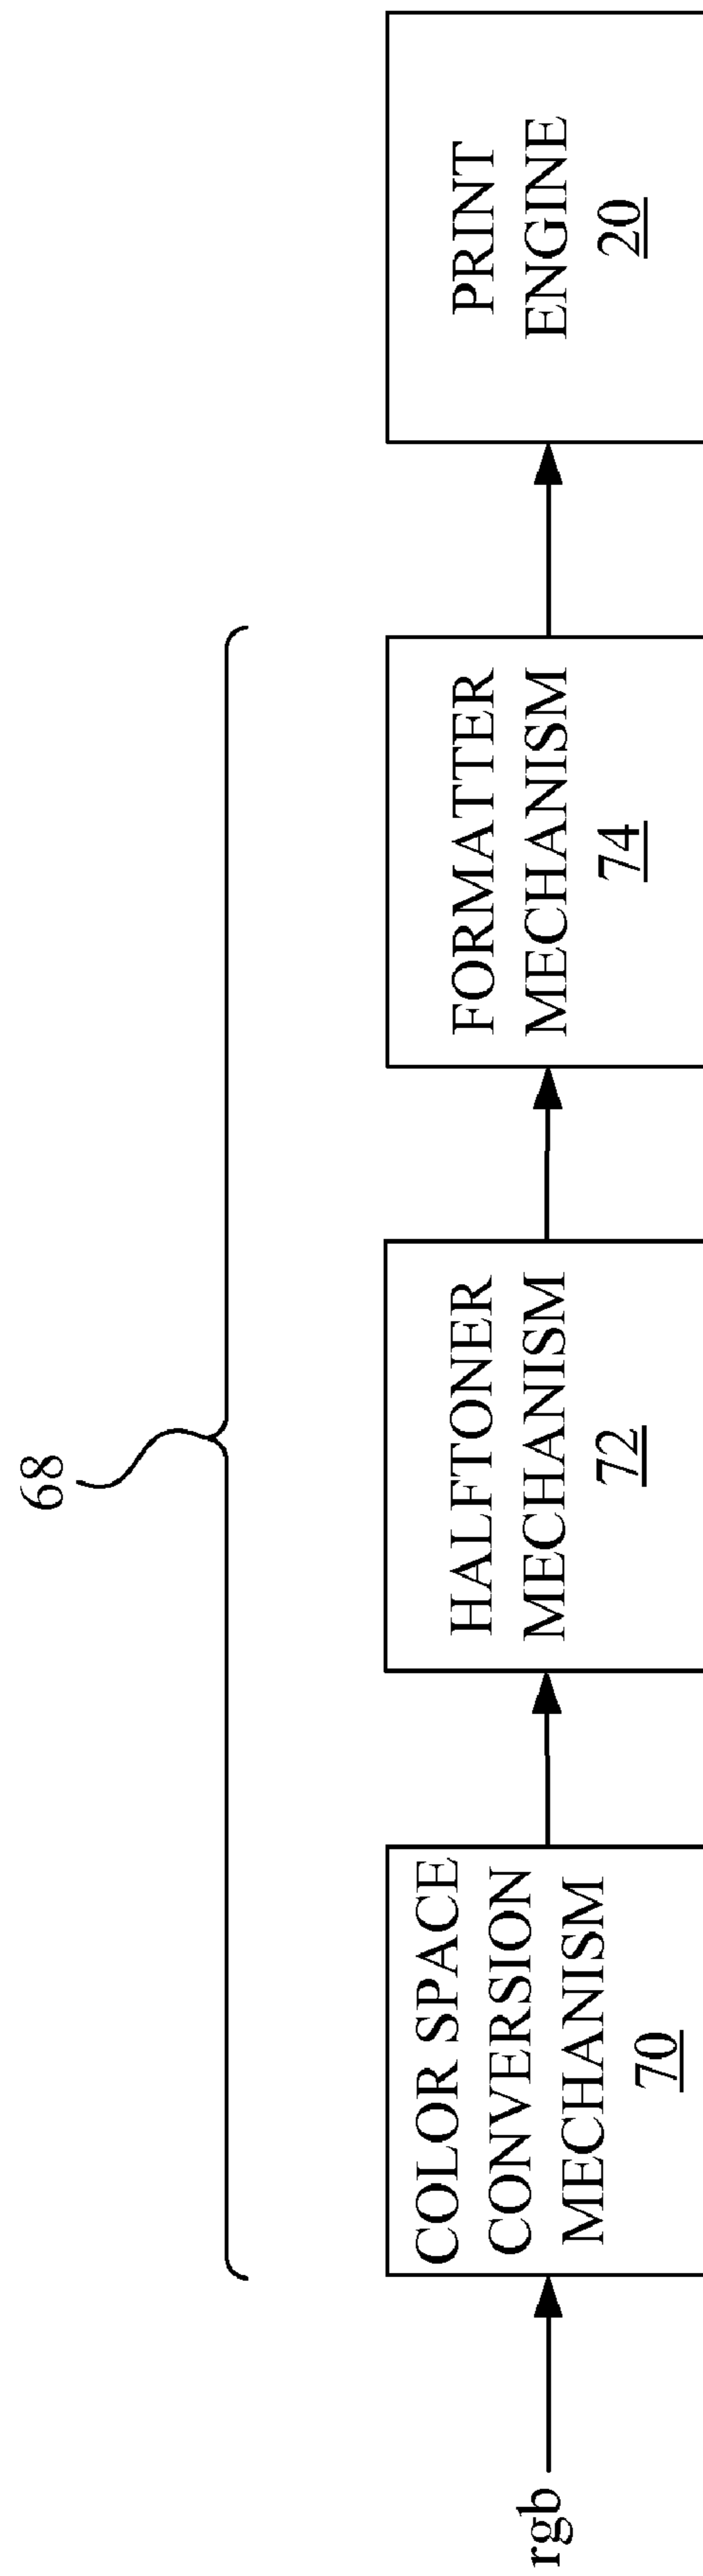 68
rgb
COLOR SPACE
CONVERSION
MECHANISM
70
HALFTONER
MECHANISM
72
FORMATTER
MECHANISM
74
PRINT
ENGINE
20